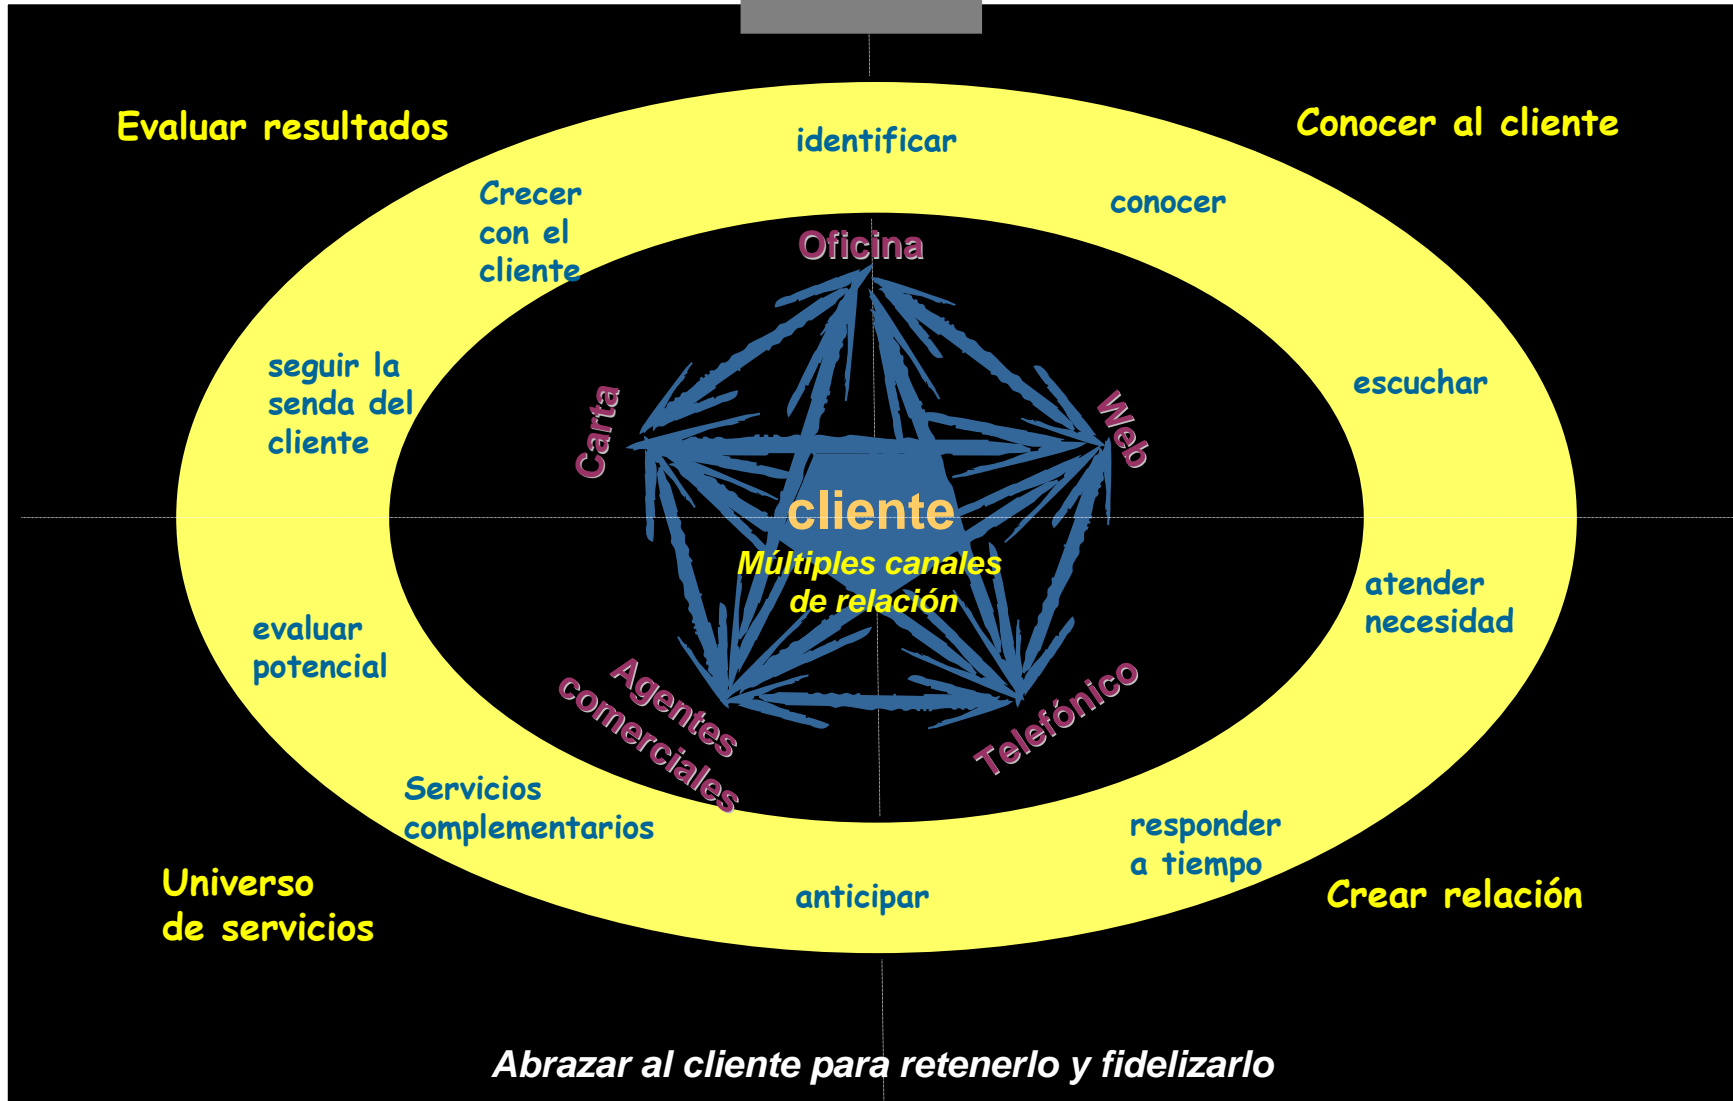 Evaluar resultados
Conocer al cliente
identificar
conocer
Crecer
con el
cliente
Oficina
escuchar
seguir la
senda del
cliente
Carta
Web
cliente
Múltiples canales
de relación
atender
necesidad
evaluar
potencial
Agentes
comerciales
Telefónico
Servicios
complementarios
responder
a tiempo
anticipar
Universo
de servicios
Crear relación
Abrazar al cliente para retenerlo y fidelizarlo